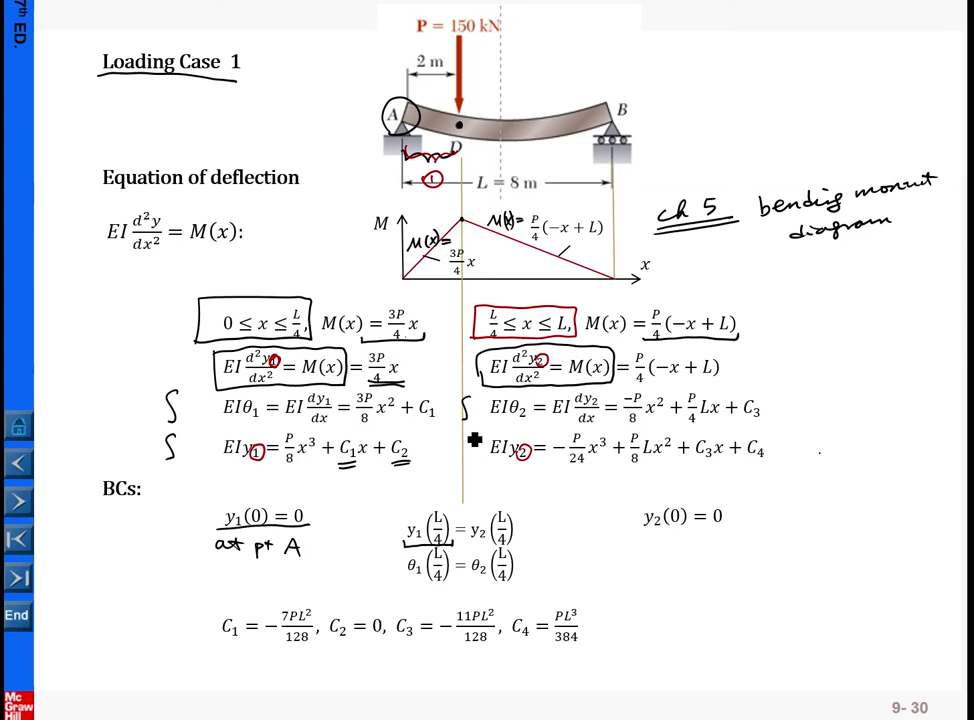 7th ED.
Loading Case 1
P = 150 kN
2 m
A
B
D
1
L = 8 m
Equation of deflection
EI d²y/dx² = M(x):
M
M(x)= 3P/4 x
M(x)= P/4 (−x + L)
x
ch 5 bending moment diagram
0 ≤ x ≤ L/4, M(x) = 3P/4 x
L/4 ≤ x ≤ L, M(x) = P/4 (−x + L)
EI d²y₁/dx² = M(x) = 3P/4 x
EI d²y₂/dx² = M(x) = P/4 (−x + L)
∫ EIθ₁ = EI dy₁/dx = 3P/8 x² + C₁
∫ EIθ₂ = EI dy₂/dx = −P/8 x² + P/4 Lx + C₃
∫ EIy₁ = P/8 x³ + C₁x + C₂
EIy₂ = − P/24 x³ + P/8 Lx² + C₃x + C₄
BCs:
y₁(0) = 0
at pt A
y₁(L/4) = y₂(L/4)
θ₁(L/4) = θ₂(L/4)
y₂(0) = 0
C₁ = − 7PL²/128, C₂ = 0, C₃ = − 11PL²/128, C₄ = PL³/384
End
Mc
Graw
Hill
9- 30